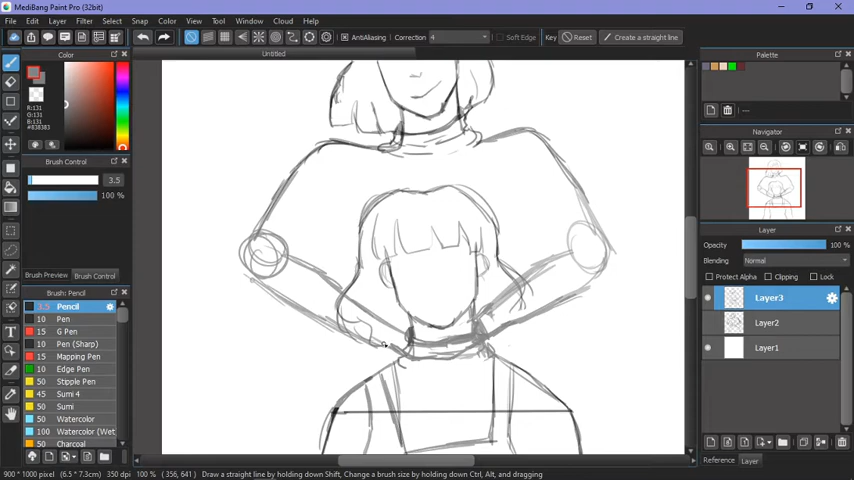 MediBang Paint Pro (32bit)
File Edit Layer Filter Select Snap Color View Tool Window Cloud Help
AntiAliasing Correction 4 Soft Edge Key Reset Create a straight line
Untitled
Color
R:131
G:131
B:131
#838383
Brush Control
3.5
100 %
Brush Preview Brush Control
Brush: Pencil
3.5 Pencil
10 Pen
15 G Pen
10 Pen (Sharp)
15 Mapping Pen
10 Edge Pen
50 Stipple Pen
45 Sumi 4
50 Sumi
50 Watercolor
100 Watercolor (Wet
50 Charcoal
Palette
---
Navigator
Layer
Opacity 100 %
Blending Normal
Protect Alpha Clipping Lock
Layer3
Layer2
Layer1
Reference Layer
900 * 1000 pixel (6.5 * 7.3cm) 350 dpi 100 % ( 356, 641) Draw a straight line by holding down Shift, Change a brush size by holding down Ctrl, Alt, and dragging